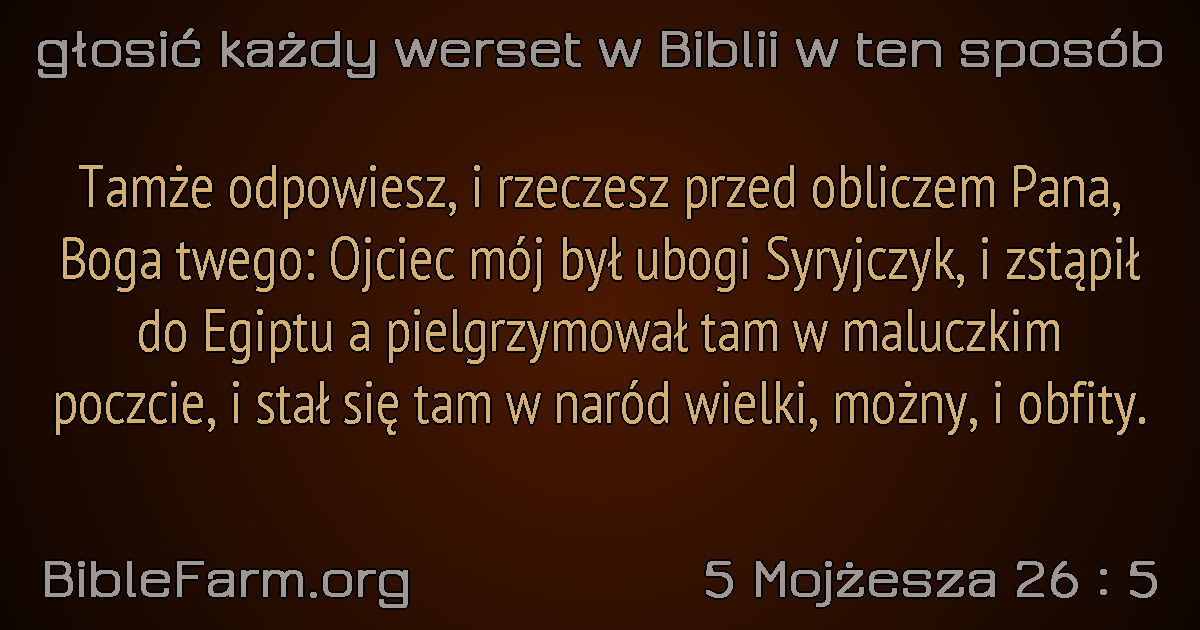 głosić każdy werset w Biblii w ten sposób
Tamże odpowiesz, i rzeczesz przed obliczem Pana,
Boga twego: Ojciec mój był ubogi Syryjczyk, i zstąpił
do Egiptu a pielgrzymował tam w maluczkim
poczcie, i stał się tam w naród wielki, możny, i obfity.
BibleFarm.org
5 Mojżesza 26 : 5